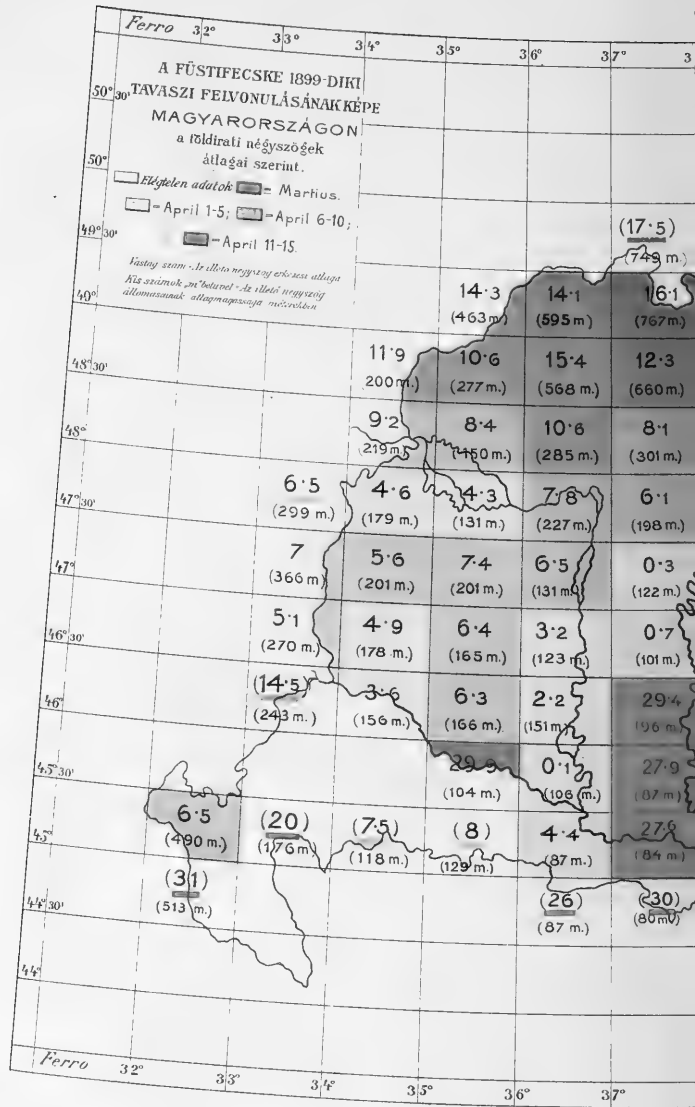 Ferro 32° 33° 34° 35° 36° 37° 3
A FÜSTIFECSKE 1899-DIKI
TAVASZI FELVONULÁSÁNAK KÉPE
MAGYARORSZÁGON
a földirati négyszögek
átlagai szerint.
Elégtelen adatok = Martius.
= April 1-5; = April 6-10;
= April 11-15.
Vastag szám = Az illető négyszög érkezési átlaga
Kis számok „m" betűvel = Az illető négyszög
állomásainak átlagmagassága méterekben
50° 30'
50°
49° 30'
(17·5)
(749 m.)
40°
14·3 14·1 16·1
(463 m.) (595 m) (767 m.)
48° 30'
11·9 10·6 15·4 12·3
200 m.) (277 m.) (568 m.) (660 m.)
48°
9·2 8·4 10·6 8·1
(219 m.) (150 m.) (285 m.) (301 m.)
47° 30'
6·5 4·6 4·3 7·8 6·1
(299 m.) (179 m.) (131 m.) (227 m.) (198 m.)
47°
7 5·6 7·4 6·5 0·3
(366 m) (201 m.) (201 m.) (131 m.) (122 m.)
46° 30'
5·1 4·9 6·4 3·2 0·7
(270 m.) (178 m.) (165 m.) (123 m.) (101 m.)
46°
(14·5) 3·6 6·3 2·2 29·4
(243 m.) (156 m.) (166 m.) (151 m.) (96 m.)
45° 30'
29·9 0·1 27·9
(104 m.) (106 m.) (87 m)
45°
6·5 (20) (7·5) (8) 4·4 27·6
(490 m.) (176 m.) (118 m.) (129 m.) (87 m.) (84 m.)
44° 30'
(31) (26) (30)
(513 m.) (87 m.) (80 m)
44°
Ferro 32° 33° 34° 35° 36° 37°